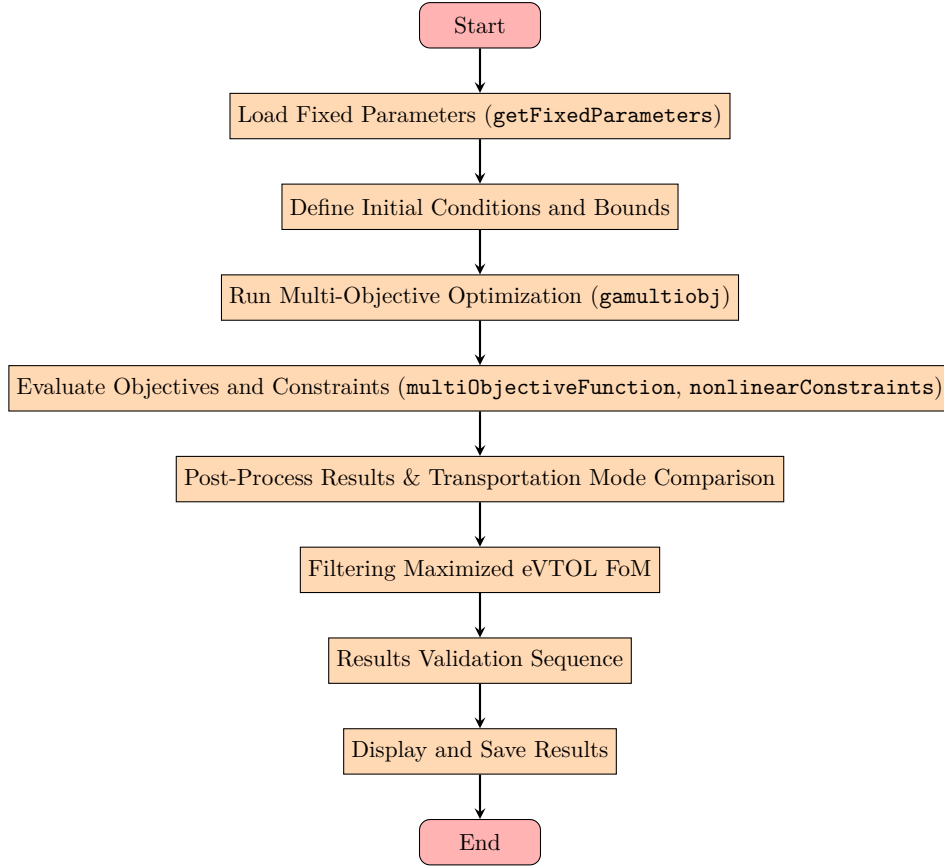 Start
Load Fixed Parameters (getFixedParameters)
Define Initial Conditions and Bounds
Run Multi-Objective Optimization (gamultiobj)
Evaluate Objectives and Constraints (multiObjectiveFunction, nonlinearConstraints)
Post-Process Results & Transportation Mode Comparison
Filtering Maximized eVTOL FoM
Results Validation Sequence
Display and Save Results
End